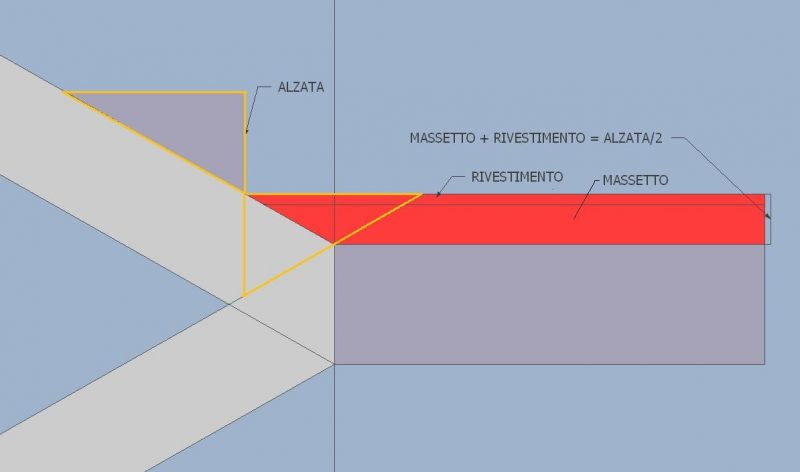 ALZATA
MASSETTO + RIVESTIMENTO = ALZATA/2
RIVESTIMENTO
MASSETTO